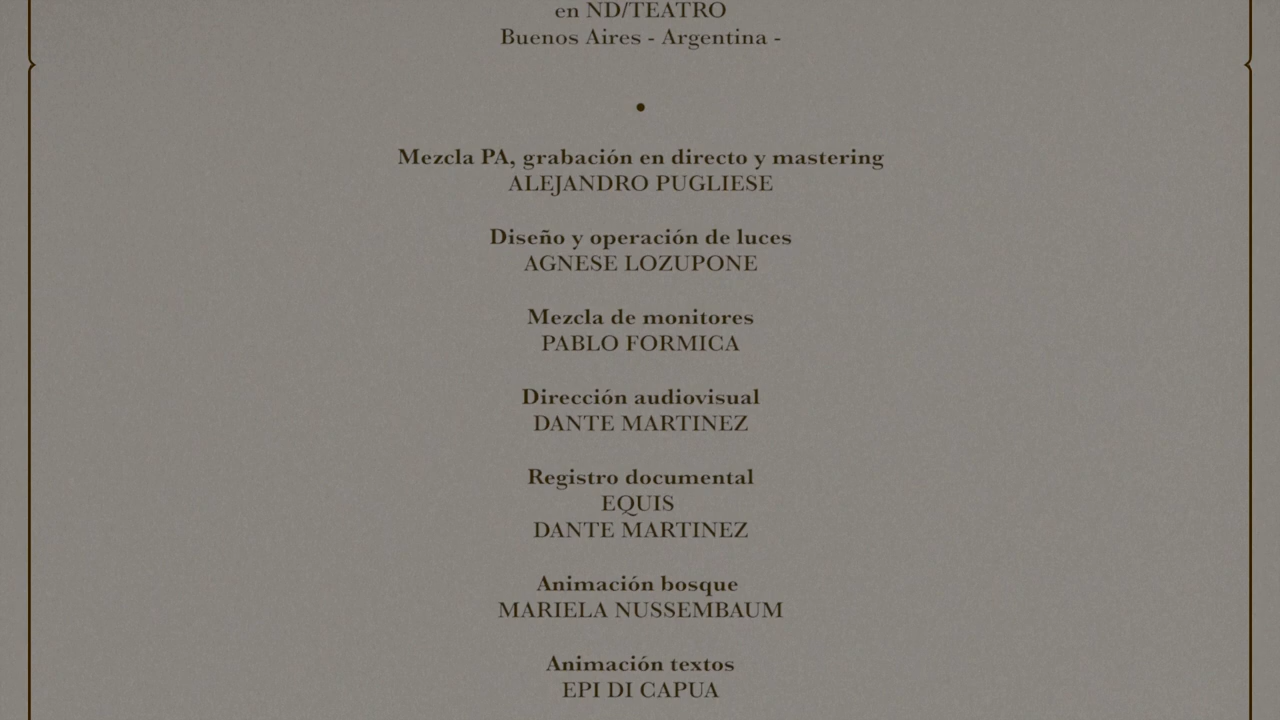 en ND/TEATRO
Buenos Aires - Argentina -
•
Mezcla PA, grabación en directo y mastering
ALEJANDRO PUGLIESE
Diseño y operación de luces
AGNESE LOZUPONE
Mezcla de monitores
PABLO FORMICA
Dirección audiovisual
DANTE MARTINEZ
Registro documental
EQUIS
DANTE MARTINEZ
Animación bosque
MARIELA NUSSEMBAUM
Animación textos
EPI DI CAPUA